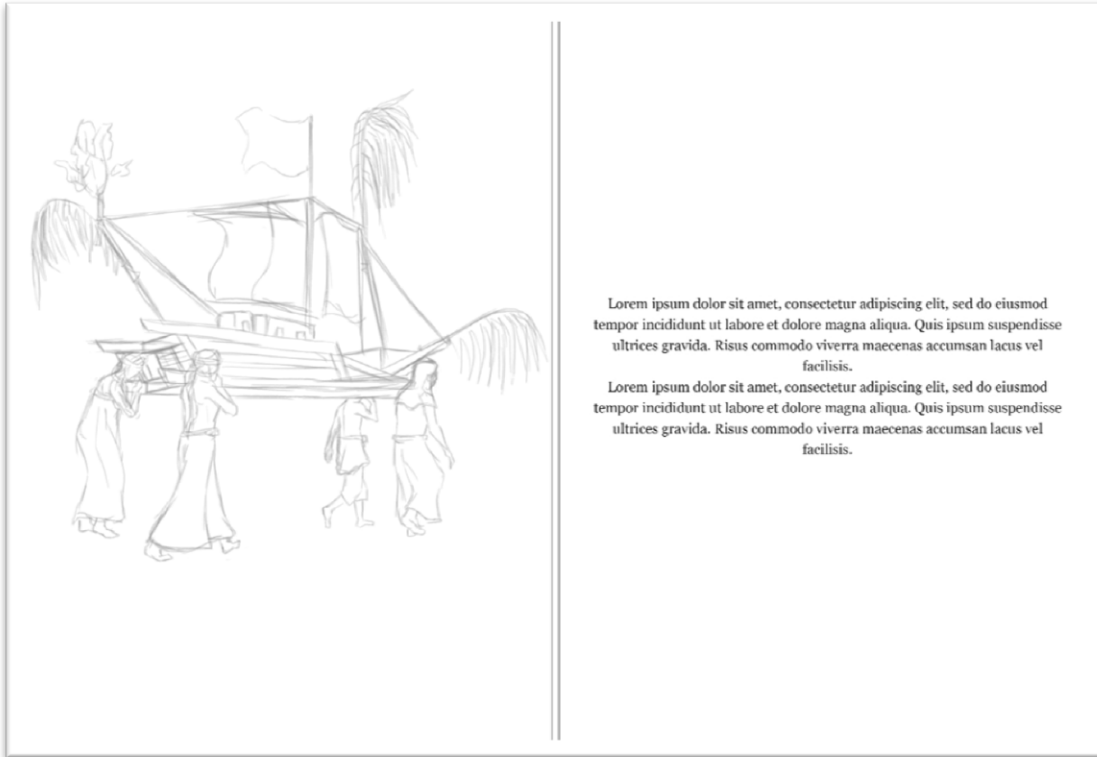 Lorem ipsum dolor sit amet, consectetur adipiscing elit, sed do eiusmod
tempor incididunt ut labore et dolore magna aliqua. Quis ipsum suspendisse
ultrices gravida. Risus commodo viverra maecenas accumsan lacus vel
facilisis.
Lorem ipsum dolor sit amet, consectetur adipiscing elit, sed do eiusmod
tempor incididunt ut labore et dolore magna aliqua. Quis ipsum suspendisse
ultrices gravida. Risus commodo viverra maecenas accumsan lacus vel
facilisis.